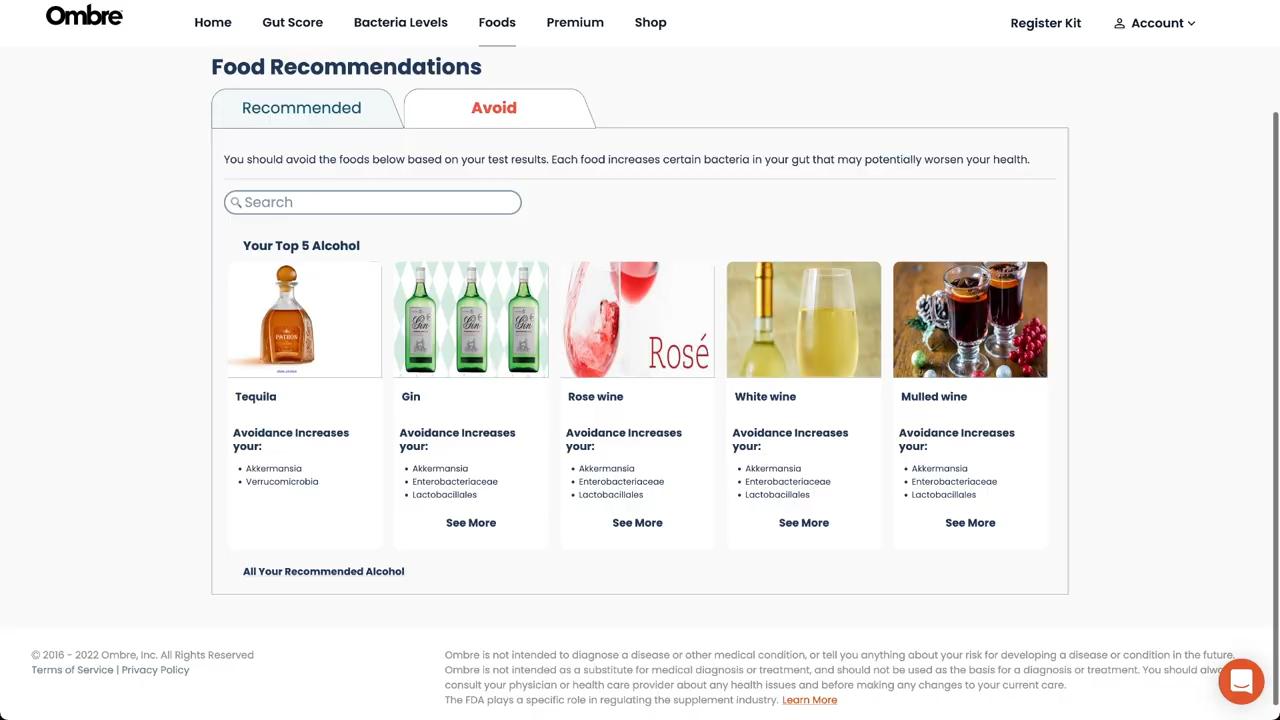 Ombre
Home Gut Score Bacteria Levels Foods Premium Shop Register Kit Account
Food Recommendations
Recommended Avoid
You should avoid the foods below based on your test results. Each food increases certain bacteria in your gut that may potentially worsen your health.
Search
Your Top 5 Alcohol
PATRON
Gin Gin Gin
Rosé
Tequila
Avoidance Increases
your:
• Akkermansia
• Verrucomicrobia
Gin
Avoidance Increases
your:
• Akkermansia
• Enterobacteriaceae
• Lactobacillales
See More
Rose wine
Avoidance Increases
your:
• Akkermansia
• Enterobacteriaceae
• Lactobacillales
See More
White wine
Avoidance Increases
your:
• Akkermansia
• Enterobacteriaceae
• Lactobacillales
See More
Mulled wine
Avoidance Increases
your:
• Akkermansia
• Enterobacteriaceae
• Lactobacillales
See More
All Your Recommended Alcohol
© 2016 - 2022 Ombre, Inc. All Rights Reserved
Terms of Service | Privacy Policy
Ombre is not intended to diagnose a disease or other medical condition, or tell you anything about your risk for developing a disease or condition in the future.
Ombre is not intended as a substitute for medical diagnosis or treatment, and should not be used as the basis for a diagnosis or treatment. You should
consult your physician or health care provider about any health issues and before making any changes to your current care.
The FDA plays a specific role in regulating the supplement industry. Learn More